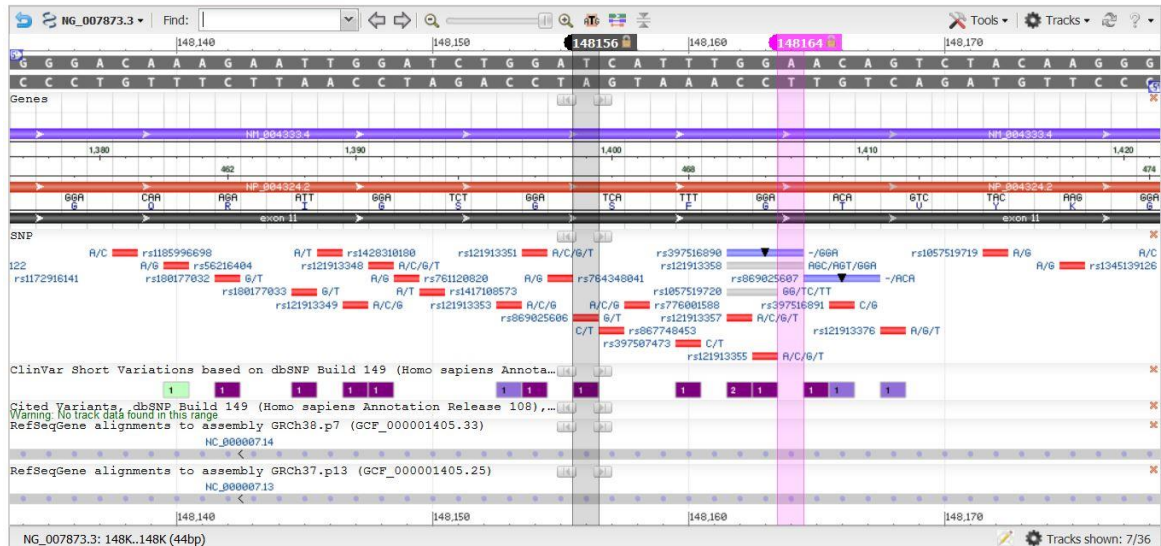 NG_007873.3 Find: Tools Tracks ?
148,140 148,150 148156 148,160 148164 148,170
G G G A C A A A G A A T T G G A T C T G G A T C A T T T G G A A C A G T C T A C A A G G G
C C C T G T T T C T T A A C C T A G A C C T A G T A A A C C T T G T C A G A T G T T C C C
Genes
NM_004333.4 NM_004333.4
1,380 1,390 1,400 1,410 1,420
462 468 474
NP_004324.2 NP_004324.2
GGA CAA AGA ATT GGA TCT GGA TCA TTT GGA ACA GTC TAC AAG GGA
G Q R I G S G S F G T V Y K G
exon 11 exon 11
SNP
A/C rs1185996698 A/T rs1428310180 rs121913351 A/C/G/T rs397516890 -/GGA rs1057519719 A/G A/C
122 A/G rs56216404 rs121913348 A/C/G/T A/G rs764348041 rs121913358 AGC/AGT/GGA A/G rs1345139126
rs1172916141 rs180177032 G/T rs761120820 A/G A/C/G rs776001588 rs869025607 -/ACA
rs180177033 G/T A/T rs1417108573 rs1057519720 GG/TC/TT
rs121913349 A/C/G rs121913353 A/C/G rs397516891 C/G
rs869025606 G/T rs121913357 A/C/G/T
C/T rs867748453 rs121913376 A/G/T
rs397507473 C/T
rs121913355 A/C/G/T
ClinVar Short Variations based on dbSNP Build 149 (Homo sapiens Annota...
1 1 1 1 1 1 1 1 1 2 1 1 1 1
Cited Variants, dbSNP Build 149 (Homo sapiens Annotation Release 108),...
Warning: No track data found in this range
RefSeqGene alignments to assembly GRCh38.p7 (GCF_000001405.33)
NC_000007.14
RefSeqGene alignments to assembly GRCh37.p13 (GCF_000001405.25)
NC_000007.13
148,140 148,150 148,160 148,170
NG_007873.3: 148K..148K (44bp) Tracks shown: 7/36